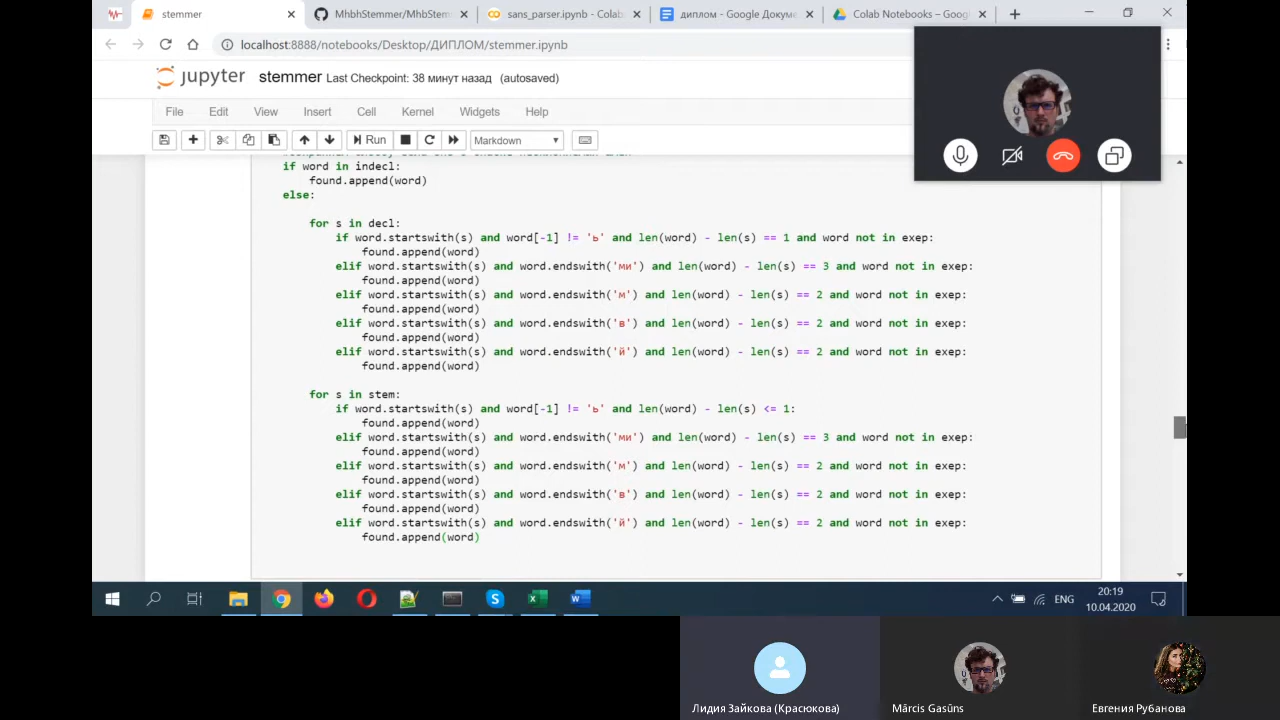 stemmer
MhbhStemmer/MhbStemm
sans_parser.ipynb - Colab
диплом - Google Докуме
Colab Notebooks – Goog
localhost:8888/notebooks/Desktop/ДИПЛОМ/stemmer.ipynb
jupyter stemmer Last Checkpoint: 38 минут назад (autosaved)
File Edit View Insert Cell Kernel Widgets Help
Run Markdown
if word in indecl:
found.append(word)
else:
for s in decl:
if word.startswith(s) and word[-1] != 'ь' and len(word) - len(s) == 1 and word not in exep:
found.append(word)
elif word.startswith(s) and word.endswith('ми') and len(word) - len(s) == 3 and word not in exep:
found.append(word)
elif word.startswith(s) and word.endswith('м') and len(word) - len(s) == 2 and word not in exep:
found.append(word)
elif word.startswith(s) and word.endswith('в') and len(word) - len(s) == 2 and word not in exep:
found.append(word)
elif word.startswith(s) and word.endswith('й') and len(word) - len(s) == 2 and word not in exep:
found.append(word)
for s in stem:
if word.startswith(s) and word[-1] != 'ь' and len(word) - len(s) <= 1:
found.append(word)
elif word.startswith(s) and word.endswith('ми') and len(word) - len(s) == 3 and word not in exep:
found.append(word)
elif word.startswith(s) and word.endswith('м') and len(word) - len(s) == 2 and word not in exep:
found.append(word)
elif word.startswith(s) and word.endswith('в') and len(word) - len(s) == 2 and word not in exep:
found.append(word)
elif word.startswith(s) and word.endswith('й') and len(word) - len(s) == 2 and word not in exep:
found.append(word)
ENG
20:19
10.04.2020
Лидия Зайкова (Красюкова)
Mārcis Gasūns
Евгения Рубанова